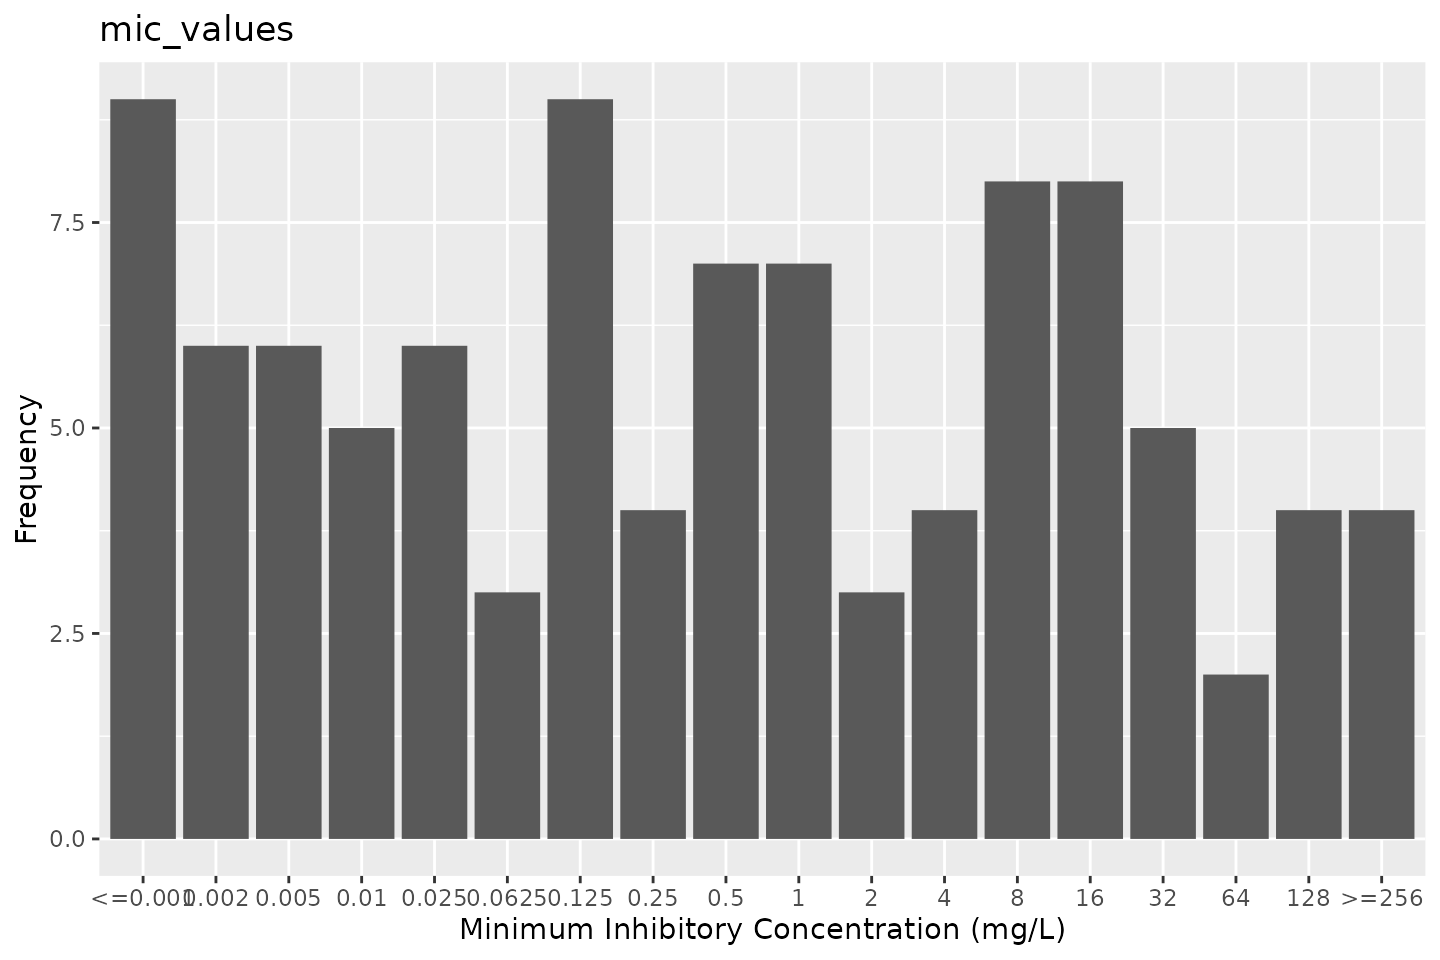 mic_values
Frequency
7.5
5.0
2.5
0.0
<=0.001 0.002 0.005 0.01 0.025 0.0625 0.125 0.25 0.5 1 2 4 8 16 32 64 128 >=256
Minimum Inhibitory Concentration (mg/L)